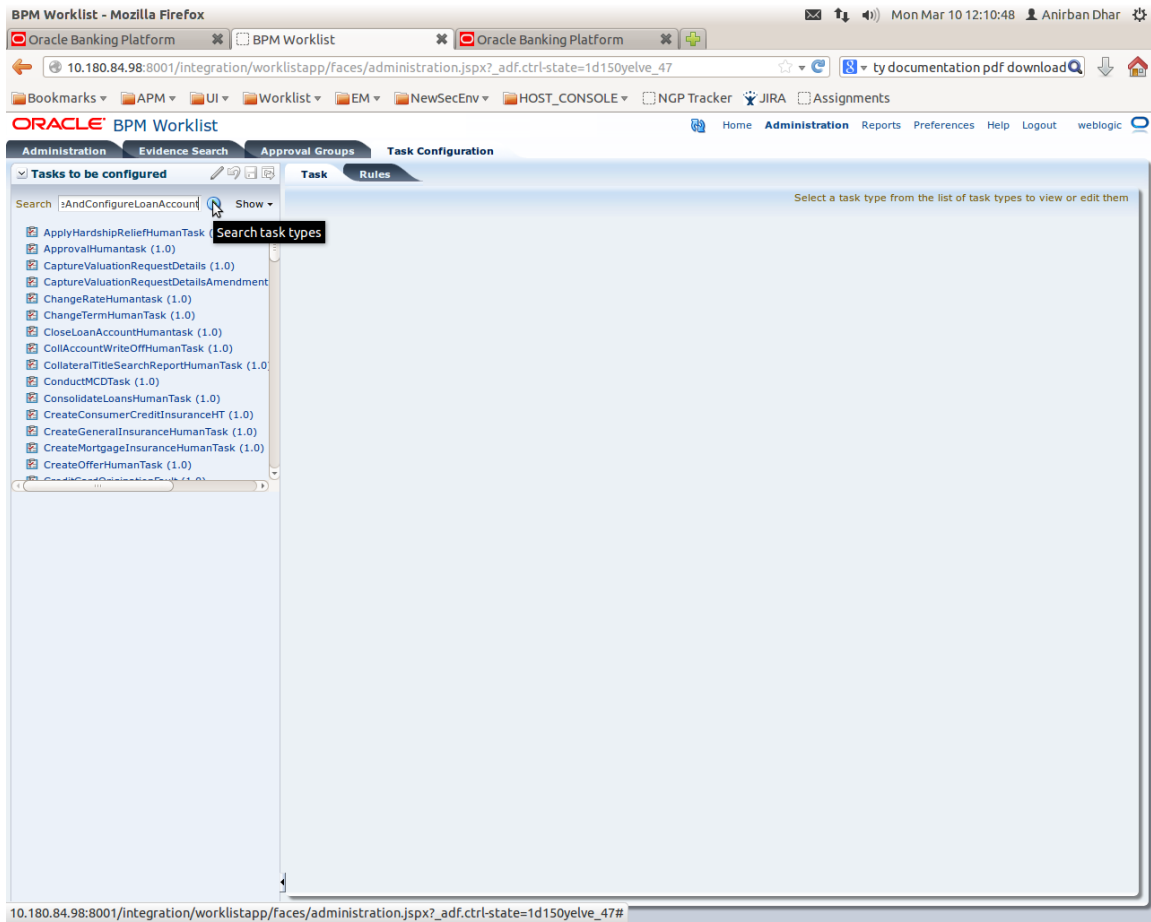 BPM Worklist - Mozilla Firefox
Mon Mar 10 12:10:48 Anirban Dhar
Oracle Banking Platform
BPM Worklist
Oracle Banking Platform
10.180.84.98:8001/integration/worklistapp/faces/administration.jspx?_adf.ctrl-state=1d150yelve_47
ty documentation pdf download
Bookmarks APM UI Worklist EM NewSecEnv HOST_CONSOLE NGP Tracker JIRA Assignments
ORACLE BPM Worklist
Home Administration Reports Preferences Help Logout weblogic
Administration Evidence Search Approval Groups Task Configuration
Tasks to be configured
Task Rules
Search AndConfigureLoanAccount Show
Select a task type from the list of task types to view or edit them
Search task types
ApplyHardshipReliefHumanTask (
ApprovalHumantask (1.0)
CaptureValuationRequestDetails (1.0)
CaptureValuationRequestDetailsAmendment
ChangeRateHumantask (1.0)
ChangeTermHumanTask (1.0)
CloseLoanAccountHumantask (1.0)
CollAccountWriteOffHumanTask (1.0)
CollateralTitleSearchReportHumanTask (1.0)
ConductMCDTask (1.0)
ConsolidateLoansHumanTask (1.0)
CreateConsumerCreditInsuranceHT (1.0)
CreateGeneralInsuranceHumanTask (1.0)
CreateMortgageInsuranceHumanTask (1.0)
CreateOfferHumanTask (1.0)
CreditCardOriginationFault (1.0)
10.180.84.98:8001/integration/worklistapp/faces/administration.jspx?_adf.ctrl-state=1d150yelve_47#